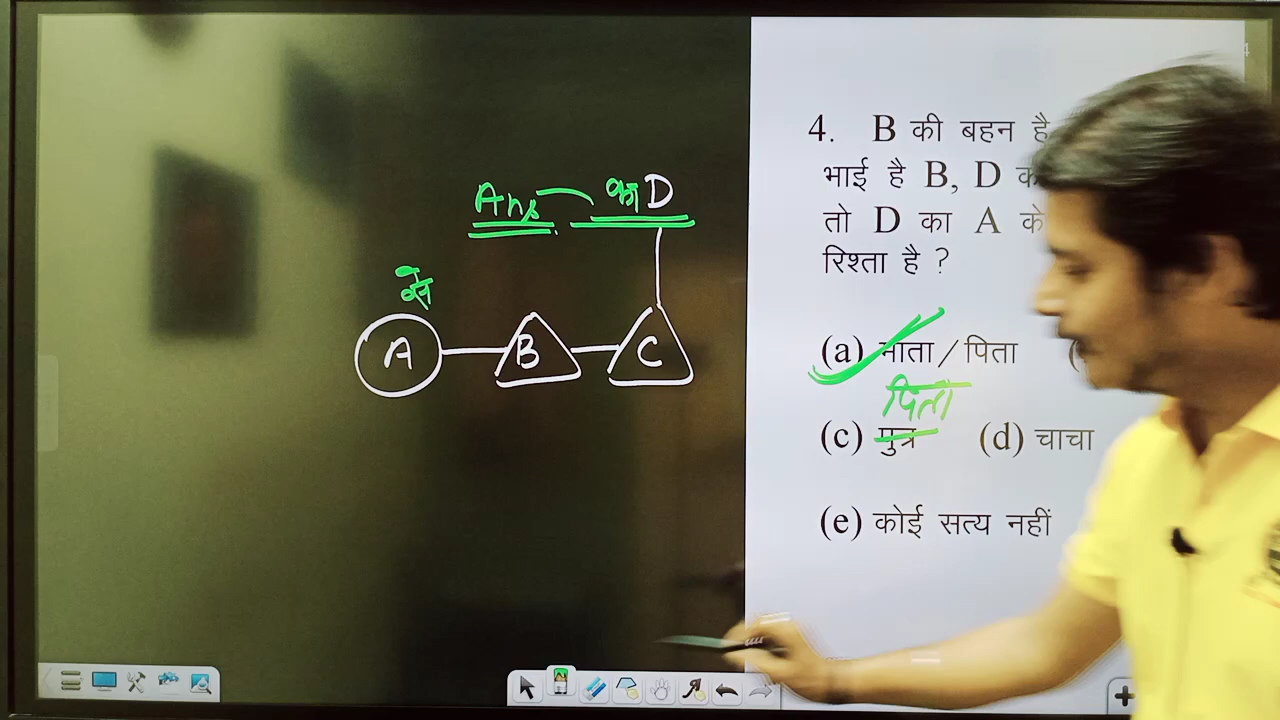 Ans का D
से
A B C
4. B की बहन है
भाई है B, D
तो D का A के
रिश्ता है ?
(a) माता/पिता
पिता
(c) पुत्र (d) चाचा
(e) कोई सत्य नहीं